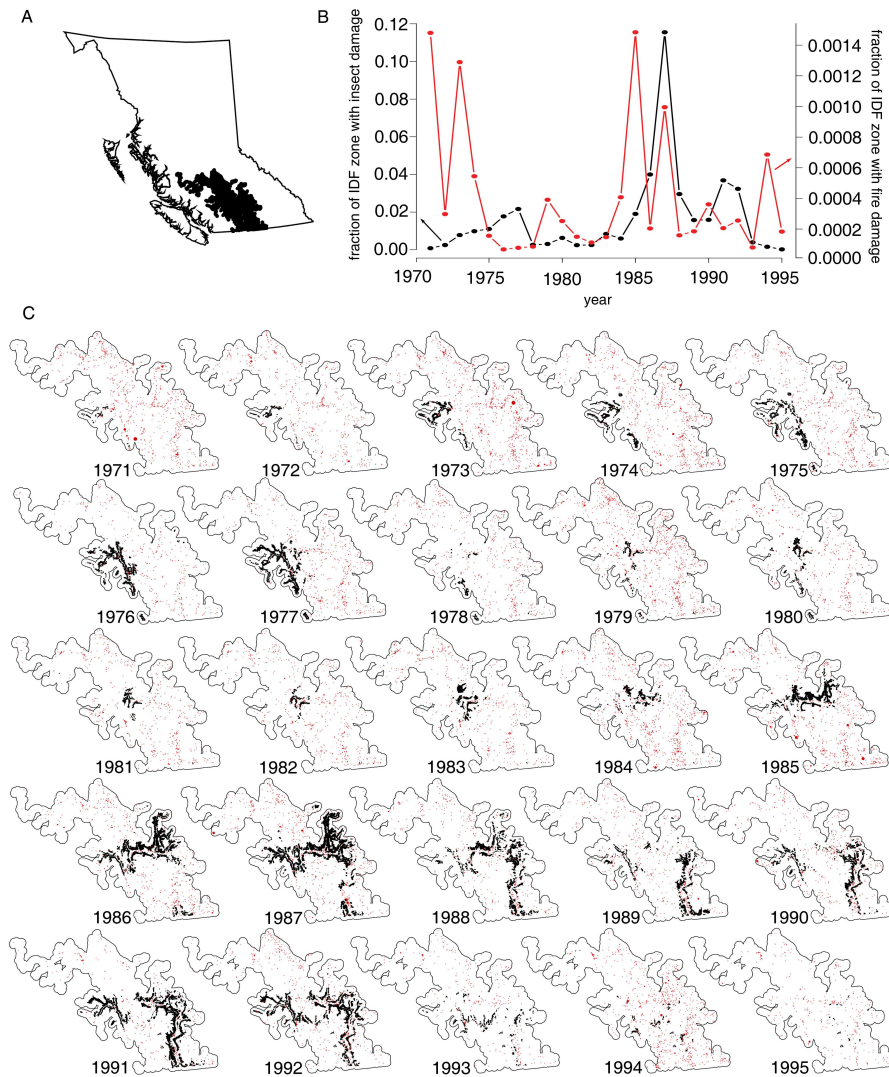 A
B
fraction of IDF zone with insect damage
0.12
0.10
0.08
0.06
0.04
0.02
0.00
0.0014
0.0012
0.0010
0.0008
0.0006
0.0004
0.0002
0.0000
fraction of IDF zone with fire damage
1970 1975 1980 1985 1990 1995
year
C
1971 1972 1973 1974 1975
1976 1977 1978 1979 1980
1981 1982 1983 1984 1985
1986 1987 1988 1989 1990
1991 1992 1993 1994 1995